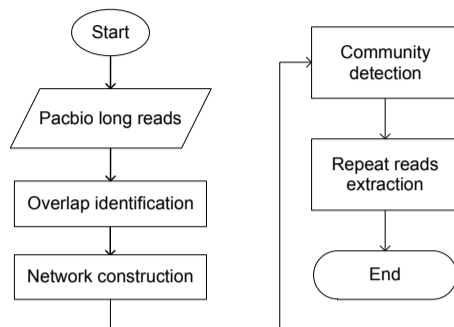 Start
Pacbio long reads
Overlap identification
Network construction
Community
detection
Repeat reads
extraction
End